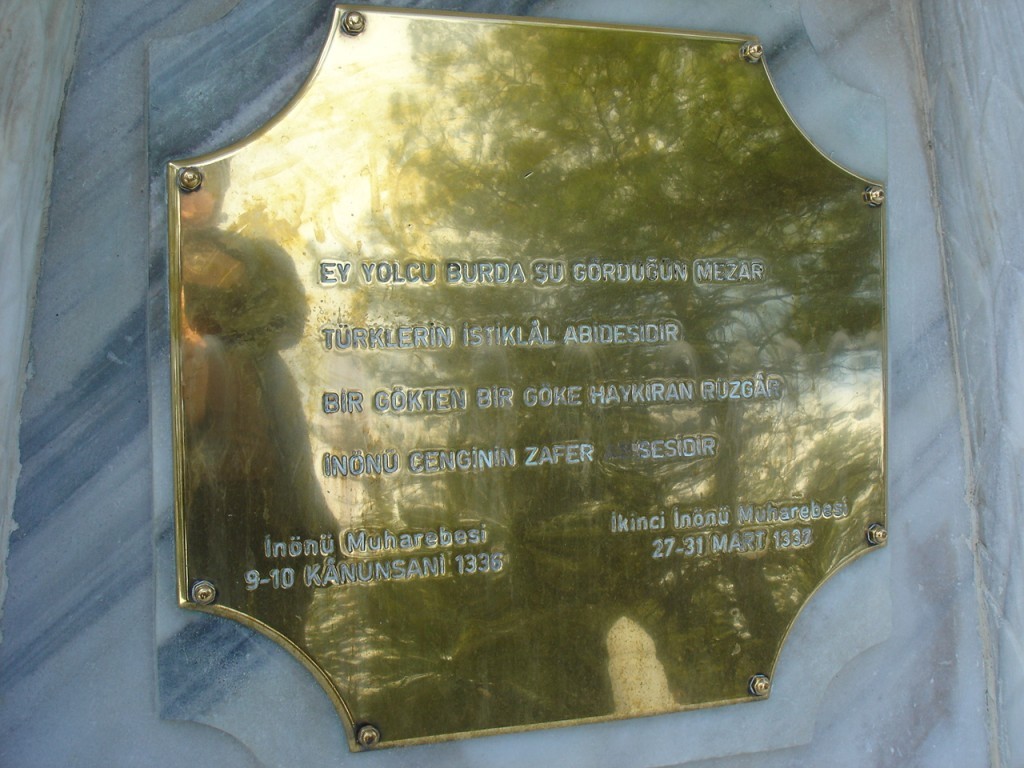 EY YOLCU BURDA ŞU GÖRDÜĞÜN MEZAR
TÜRKLERİN İSTİKLÂL ABİDESİDİR
BİR GÖKTEN BİR GÖKE HAYKIRAN RÜZGÂR
İNÖNÜ CENGİNİN ZAFER
İnönü Muharebesi
9-10 KÂNUNSANİ 1336
İkinci İnönü Muharebesi
27-31 MART 1337